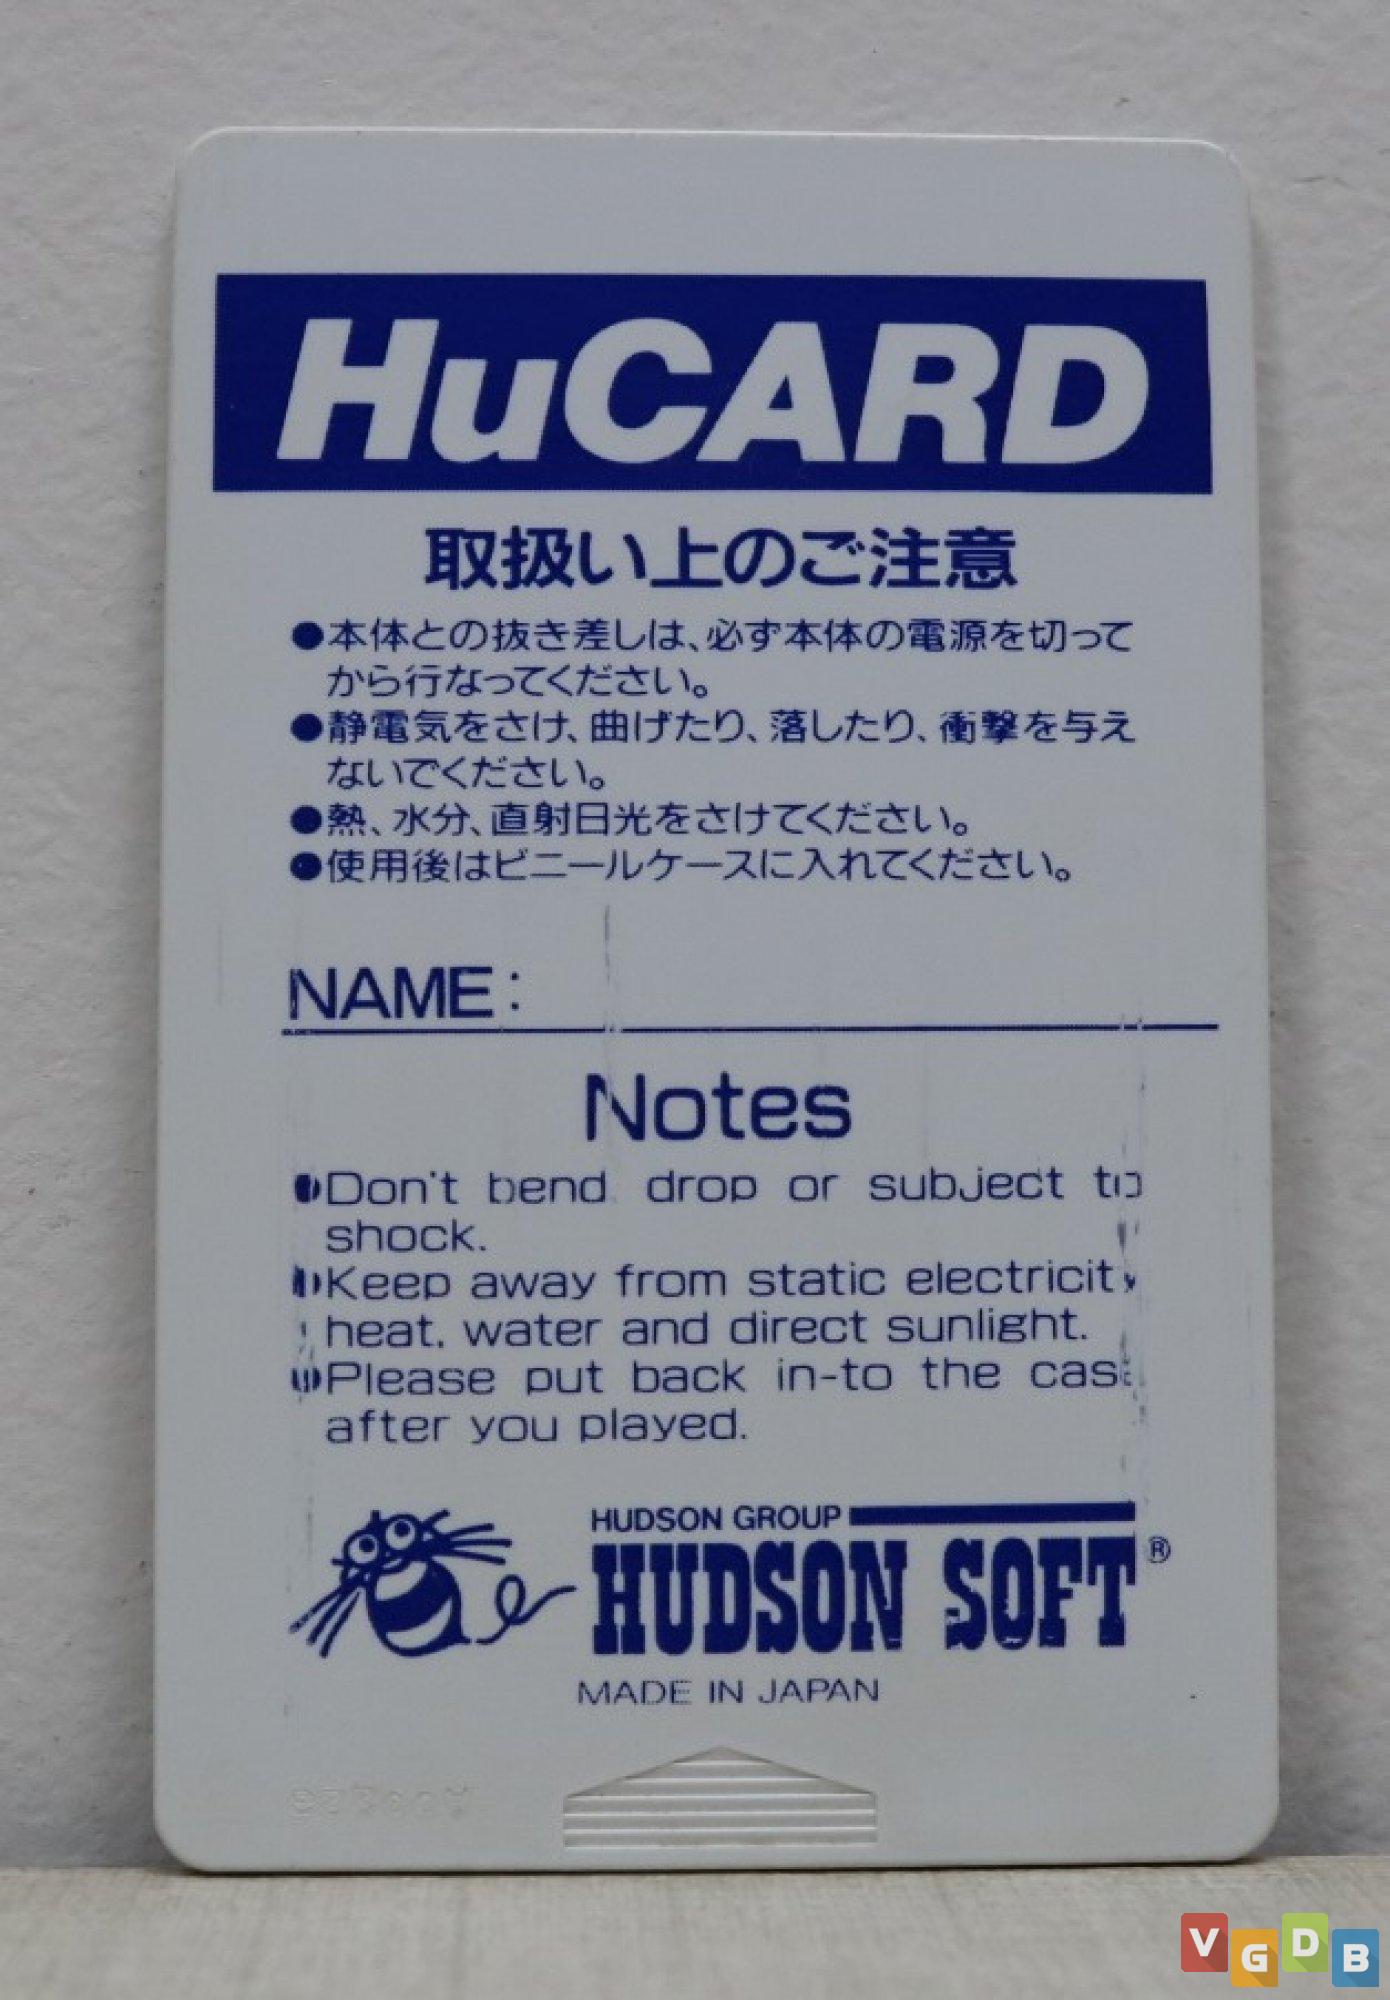 HuCARD
取扱い上のご注意
●本体との抜き差しは、必ず本体の電源を切って
から行なってください。
●静電気をさけ、曲げたり、落したり、衝撃を与え
ないでください。
●熱、水分、直射日光をさけてください。
●使用後はビニールケースに入れてください。
NAME:
Notes
●Don't bend drop or subject to
shock.
●Keep away from static electricity
heat, water and direct sunlight.
●Please put back in-to the case
after you played.
HUDSON GROUP
HUDSON SOFT®
MADE IN JAPAN
VGDB